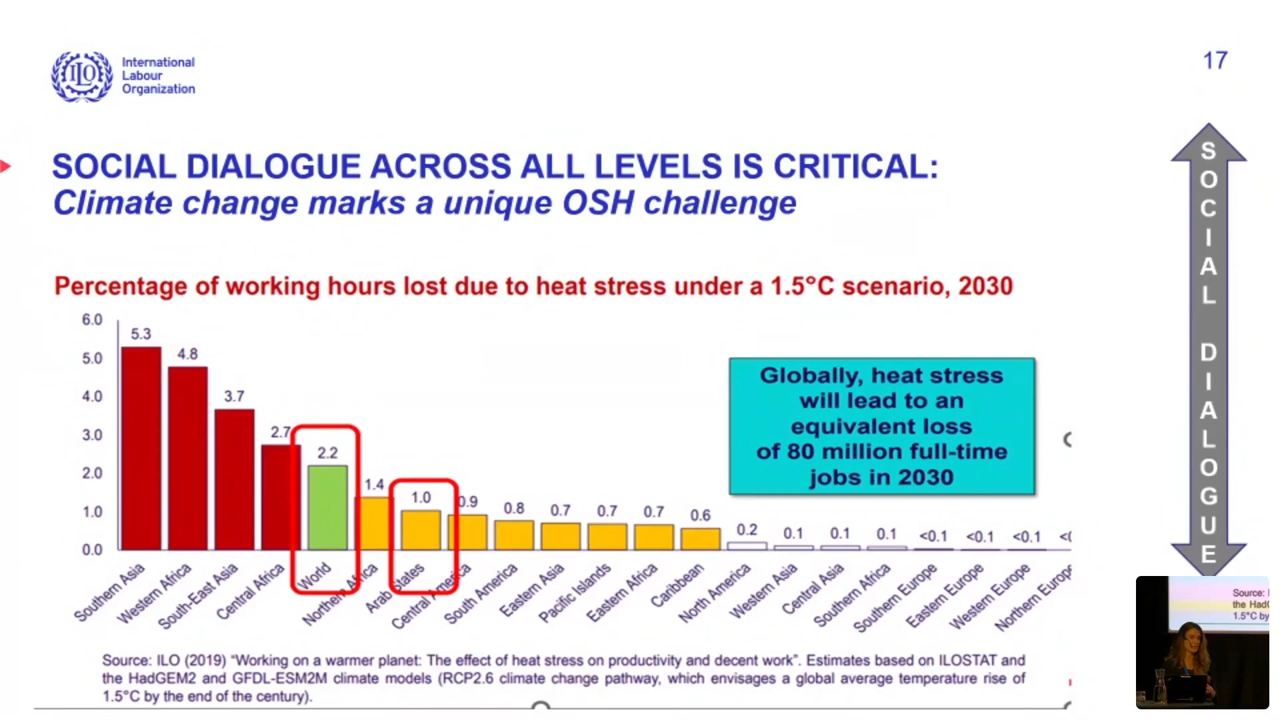 International
Labour
Organization
ILO
17
SOCIAL DIALOGUE ACROSS ALL LEVELS IS CRITICAL:
Climate change marks a unique OSH challenge
Percentage of working hours lost due to heat stress under a 1.5°C scenario, 2030
6.0
5.0
4.0
3.0
2.0
1.0
0.0
5.3
4.8
3.7
2.7
2.2
1.4
1.0
0.9
0.8
0.7
0.7
0.7
0.6
0.2
0.1
0.1
0.1
<0.1
<0.1
<0.1
Southern Asia
Western Africa
South-East Asia
Central Africa
World
Northern Africa
Arab States
Central America
South America
Eastern Asia
Pacific Islands
Eastern Africa
Caribbean
North America
Western Asia
Central Asia
Southern Africa
Southern Europe
Eastern Europe
Western Europe
Northern Europe
Globally, heat stress
will lead to an
equivalent loss
of 80 million full-time
jobs in 2030
SOCIAL DIALOGUE
Source: ILO (2019) “Working on a warmer planet: The effect of heat stress on productivity and decent work”. Estimates based on ILOSTAT and
the HadGEM2 and GFDL-ESM2M climate models (RCP2.6 climate change pathway, which envisages a global average temperature rise of
1.5°C by the end of the century).
Source:
the HadG
1.5°C by